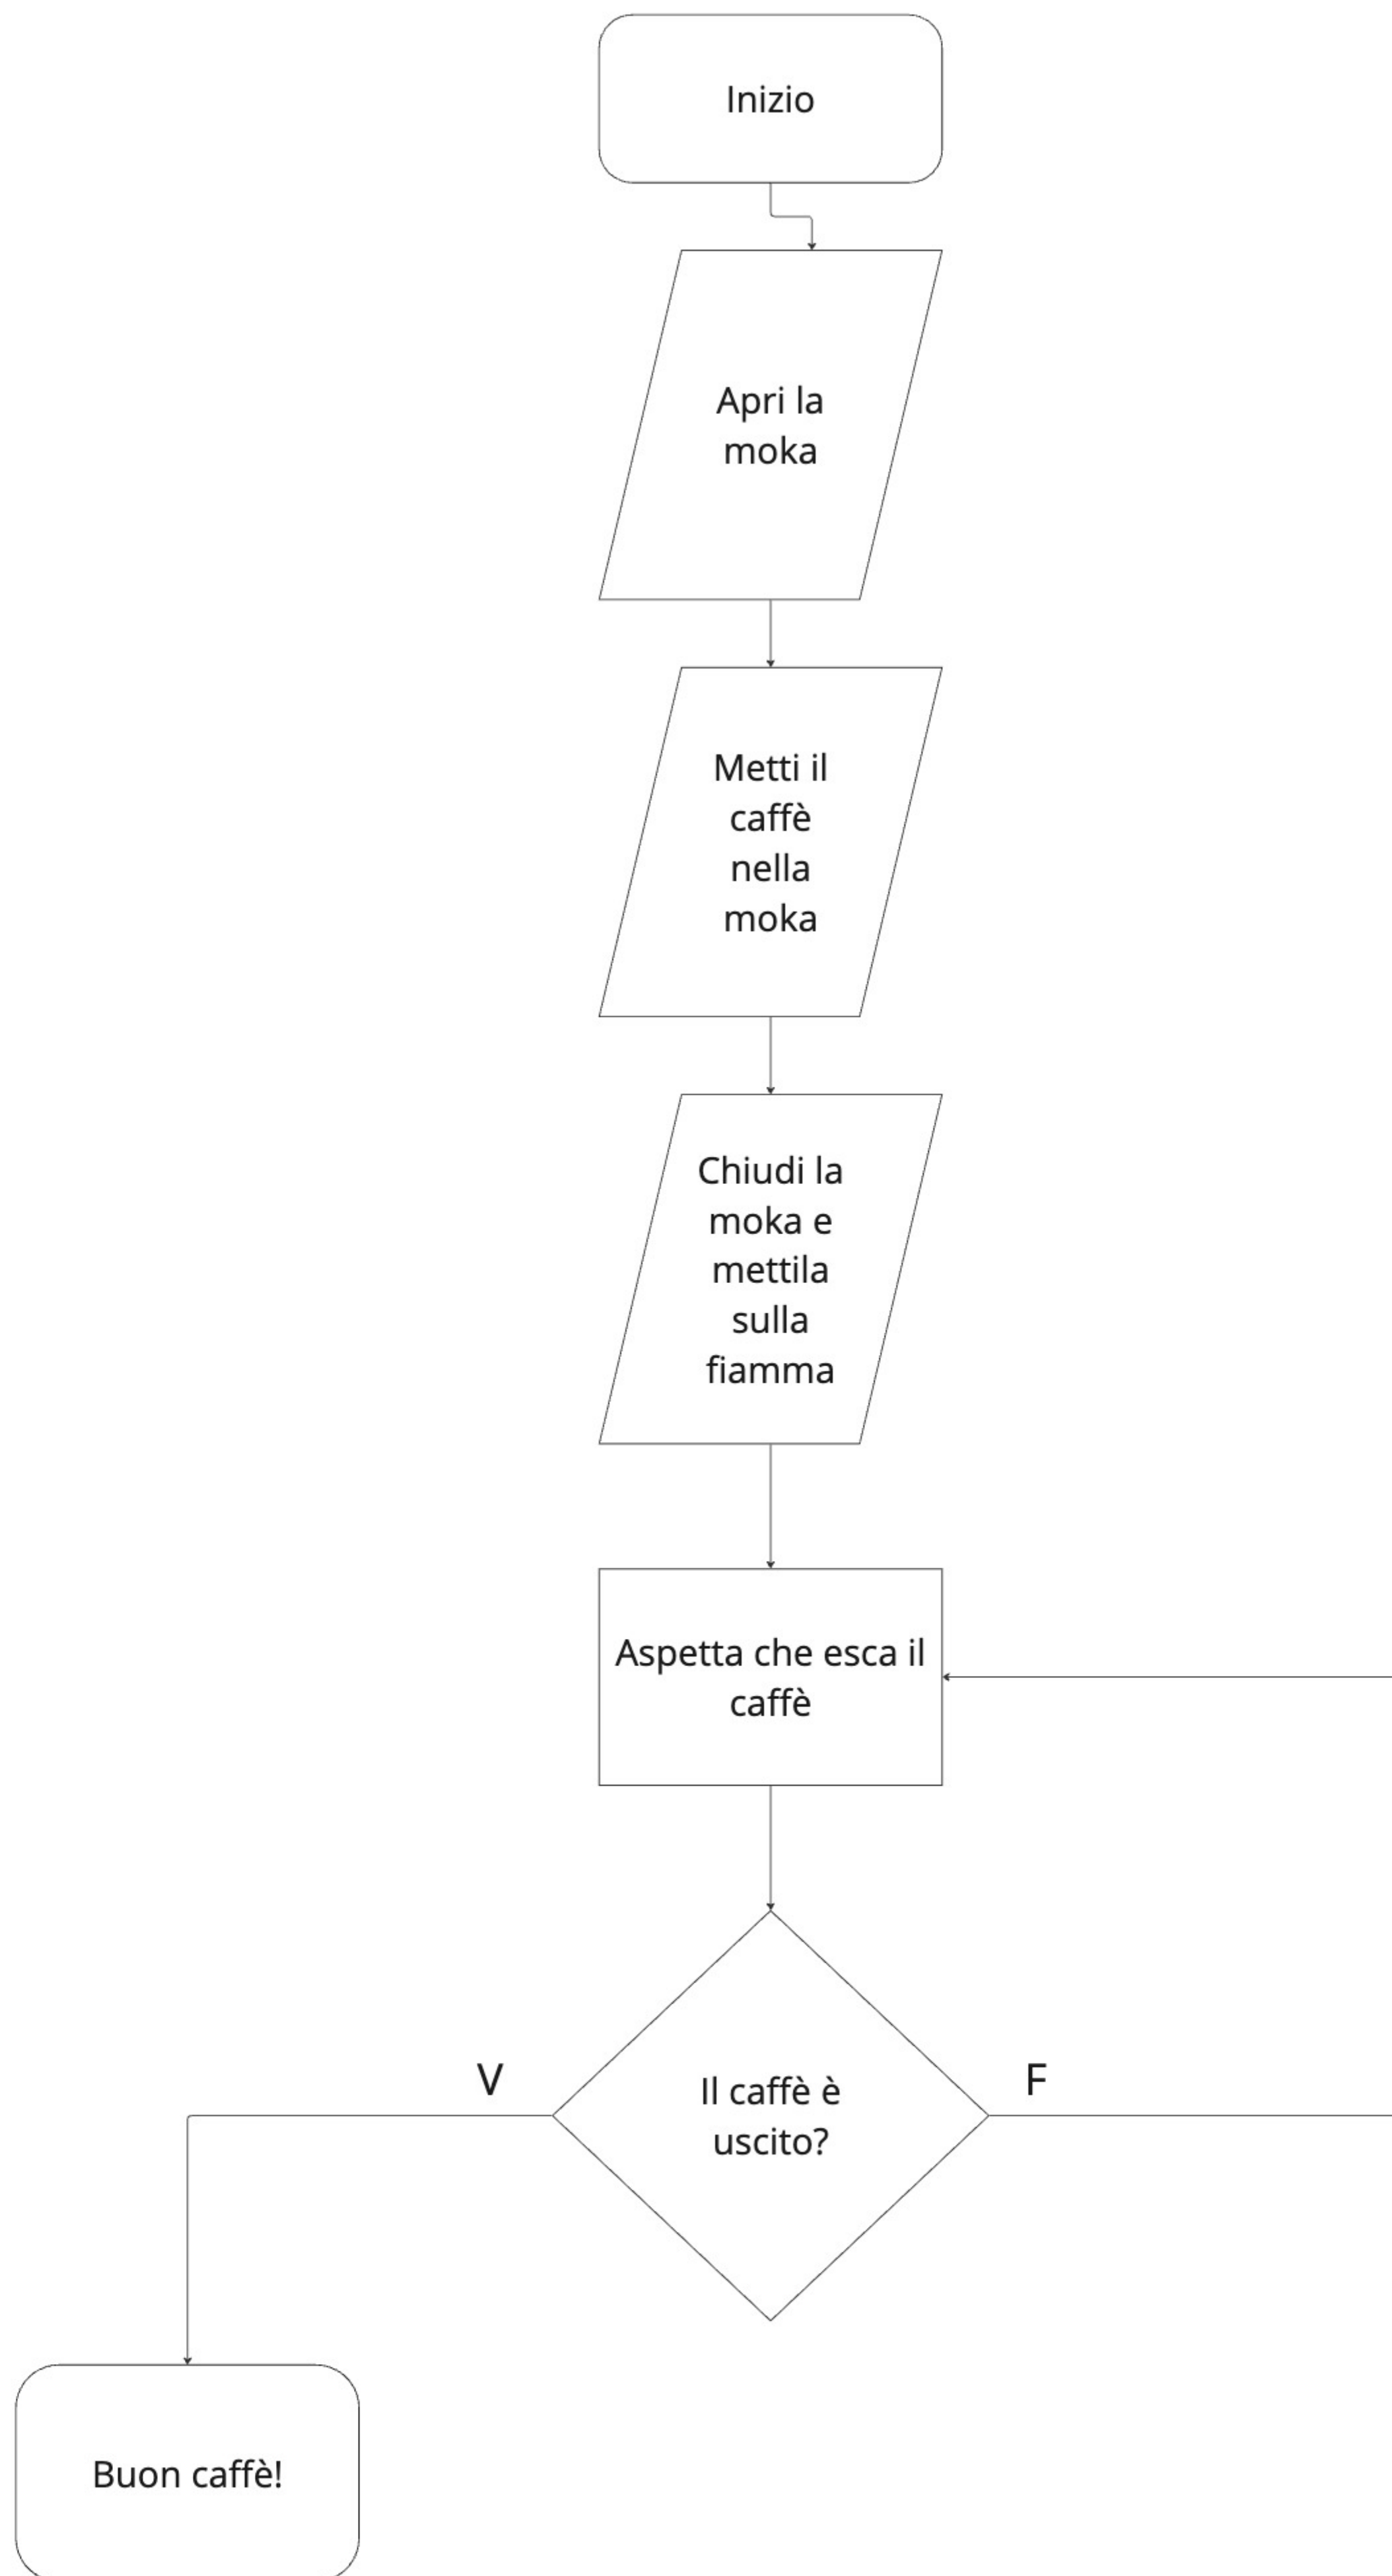 Inizio
Apri la
moka
Metti il
caffè
nella
moka
Chiudi la
moka e
mettila
sulla
fiamma
Aspetta che esca il
caffè
V
F
Il caffè è
uscito?
Buon caffè!